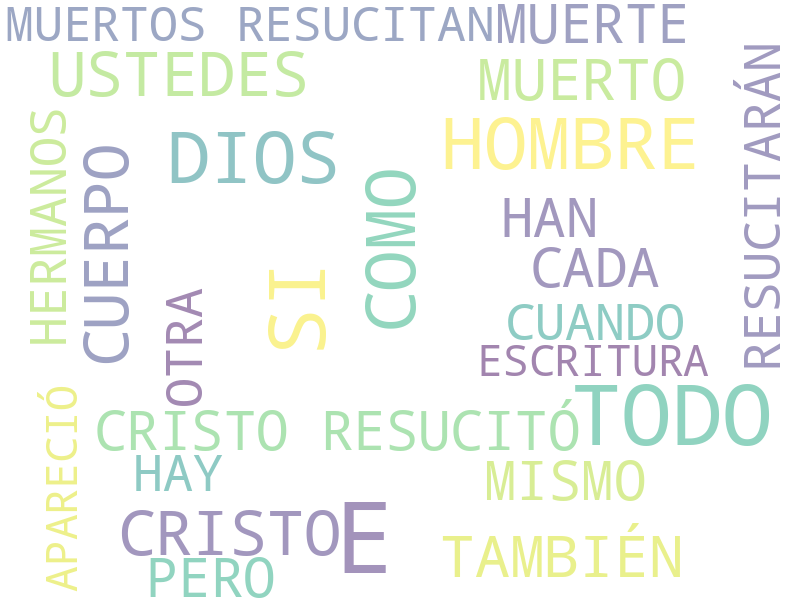 MUERTOS RESUCITAN
MUERTE
USTEDES
MUERTO
HERMANOS
CUERPO
DIOS
COMO
HOMBRE
RESUCITARÁN
HAN
CADA
SI
OTRA
CUANDO
ESCRITURA
APARECIÓ
CRISTO RESUCITÓ
TODO
HAY
MISMO
CRISTO
E
TAMBIÉN
PERO